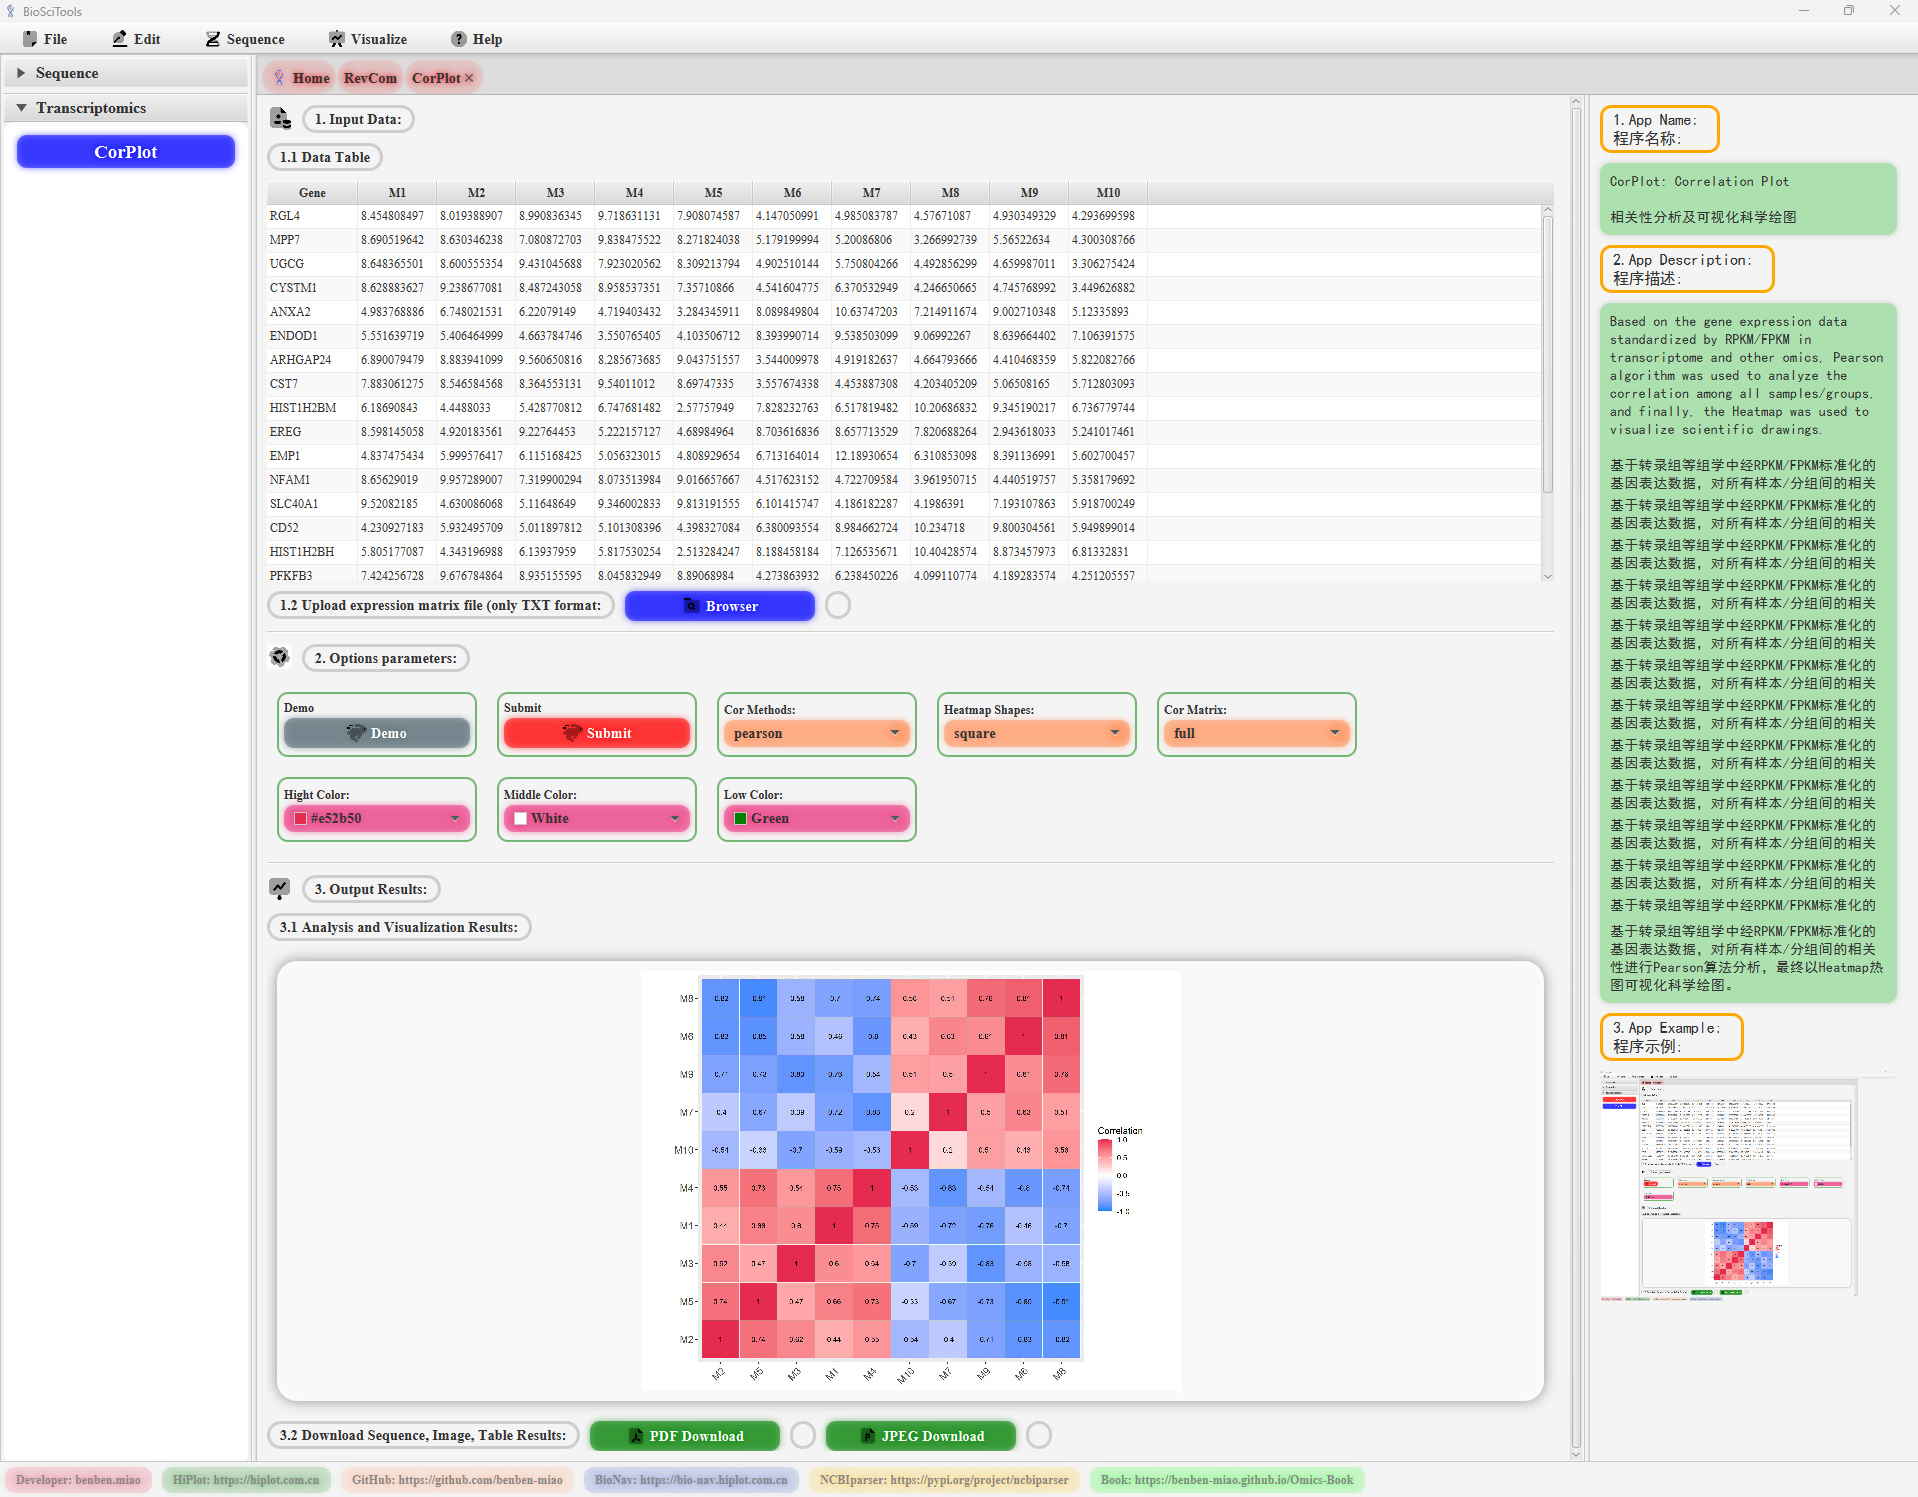 BioSciTools
File Edit Sequence Visualize Help
Sequence
Transcriptomics
CorPlot
Home RevCom CorPlot
1. Input Data:
1.1 Data Table
Gene M1 M2 M3 M4 M5 M6 M7 M8 M9 M10
RGL4 8.454808497 8.019388907 8.990836345 9.718631131 7.908074587 4.147050991 4.985083787 4.57671087 4.930349329 4.293699598
MPP7 8.690519642 8.630346238 7.080872703 9.838475522 8.271824038 5.179199994 5.20086806 3.266992739 5.56522634 4.300308766
UGCG 8.648365501 8.600555354 9.431045688 7.923020562 8.309213794 4.902510144 5.750804266 4.492856299 4.659987011 3.306275424
CYSTM1 8.628883627 9.238677081 8.487243058 8.958537351 7.35710866 4.541604775 6.370532949 4.246650665 4.745768992 3.449626882
ANXA2 4.983768886 6.748021531 6.22079149 4.719403432 3.284345911 8.089849804 10.63747203 7.214911674 9.002710348 5.12335893
ENDOD1 5.551639719 5.406464999 4.663784746 3.550765405 4.103506712 8.393990714 9.538503099 9.06992267 8.639664402 7.106391575
ARHGAP24 6.890079479 8.883941099 9.560650816 8.285673685 9.043751557 3.544009978 4.919182637 4.664793666 4.410468359 5.822082766
CST7 7.883061275 8.546584568 8.364553131 9.54011012 8.69747335 3.557674338 4.453887308 4.203405209 5.06508165 5.712803093
HIST1H2BM 6.18690843 4.4488033 5.428770812 6.747681482 2.57757949 7.828232763 6.517819482 10.20686832 9.345190217 6.736779744
EREG 8.598145058 4.920183561 9.22764453 5.222157127 4.68984964 8.703616836 8.657713529 7.820688264 2.943618033 5.241017461
EMP1 4.837475434 5.999576417 6.115168425 5.056323015 4.808929654 6.713164014 12.18930654 6.310853098 8.391136991 5.602700457
NFAM1 8.65629019 9.957289007 7.319900294 8.073513984 9.016657667 4.517623152 4.722709584 3.961950715 4.440519757 5.358179692
SLC40A1 9.52082185 4.630086068 5.11648649 9.346002833 9.813191555 6.101415747 4.186182287 4.1986391 7.193107863 5.918700249
CD52 4.230927183 5.932495709 5.011897812 5.101308396 4.398327084 6.380093554 8.984662724 10.234718 9.800304561 5.949899014
HIST1H2BH 5.805177087 4.343196988 6.13937959 5.817530254 2.513284247 8.188458184 7.126535671 10.40428574 8.873457973 6.81332831
PFKFB3 7.424256728 9.676784864 8.935155595 8.045832949 8.89068984 4.273863932 6.238450226 4.099110774 4.189283574 4.251205557
1.2 Upload expression matrix file (only TXT format:
Browser
2. Options parameters:
Demo
Demo
Submit
Submit
Cor Methods:
pearson
Heatmap Shapes:
square
Cor Matrix:
full
Hight Color:
#e52b50
Middle Color:
White
Low Color:
Green
3. Output Results:
3.1 Analysis and Visualization Results:
M8
M6
M9
M7
M10
M4
M1
M3
M5
M2
M2 M5 M3 M1 M4 M10 M7 M9 M6 M8
Correlation
1.0
0.5
0.0
-0.5
-1.0
3.2 Download Sequence, Image, Table Results:
PDF Download
JPEG Download
1.App Name:
程序名称:
CorPlot: Correlation Plot
相关性分析及可视化科学绘图
2.App Description:
程序描述:
Based on the gene expression data
standardized by RPKM/FPKM in
transcriptome and other omics, Pearson
algorithm was used to analyze the
correlation among all samples/groups,
and finally, the Heatmap was used to
visualize scientific drawings.
基于转录组等组学中经RPKM/FPKM标准化的
基因表达数据，对所有样本/分组间的相关
基于转录组等组学中经RPKM/FPKM标准化的
基因表达数据，对所有样本/分组间的相关
基于转录组等组学中经RPKM/FPKM标准化的
基因表达数据，对所有样本/分组间的相关
基于转录组等组学中经RPKM/FPKM标准化的
基因表达数据，对所有样本/分组间的相关
基于转录组等组学中经RPKM/FPKM标准化的
基因表达数据，对所有样本/分组间的相关
基于转录组等组学中经RPKM/FPKM标准化的
基因表达数据，对所有样本/分组间的相关
基于转录组等组学中经RPKM/FPKM标准化的
基因表达数据，对所有样本/分组间的相关
基于转录组等组学中经RPKM/FPKM标准化的
基因表达数据，对所有样本/分组间的相关
基于转录组等组学中经RPKM/FPKM标准化的
基因表达数据，对所有样本/分组间的相关
基于转录组等组学中经RPKM/FPKM标准化的
基因表达数据，对所有样本/分组间的相关
基于转录组等组学中经RPKM/FPKM标准化的
基因表达数据，对所有样本/分组间的相关
基于转录组等组学中经RPKM/FPKM标准化的
基于转录组等组学中经RPKM/FPKM标准化的
基因表达数据，对所有样本/分组间的相关
性进行Pearson算法分析，最终以Heatmap热
图可视化科学绘图。
3.App Example:
程序示例:
Developer: benben.miao
HiPlot: https://hiplot.com.cn
GitHub: https://github.com/benben-miao
BioNav: https://bio-nav.hiplot.com.cn
NCBIparser: https://pypi.org/project/ncbiparser
Book: https://benben-miao.github.io/Omics-Book